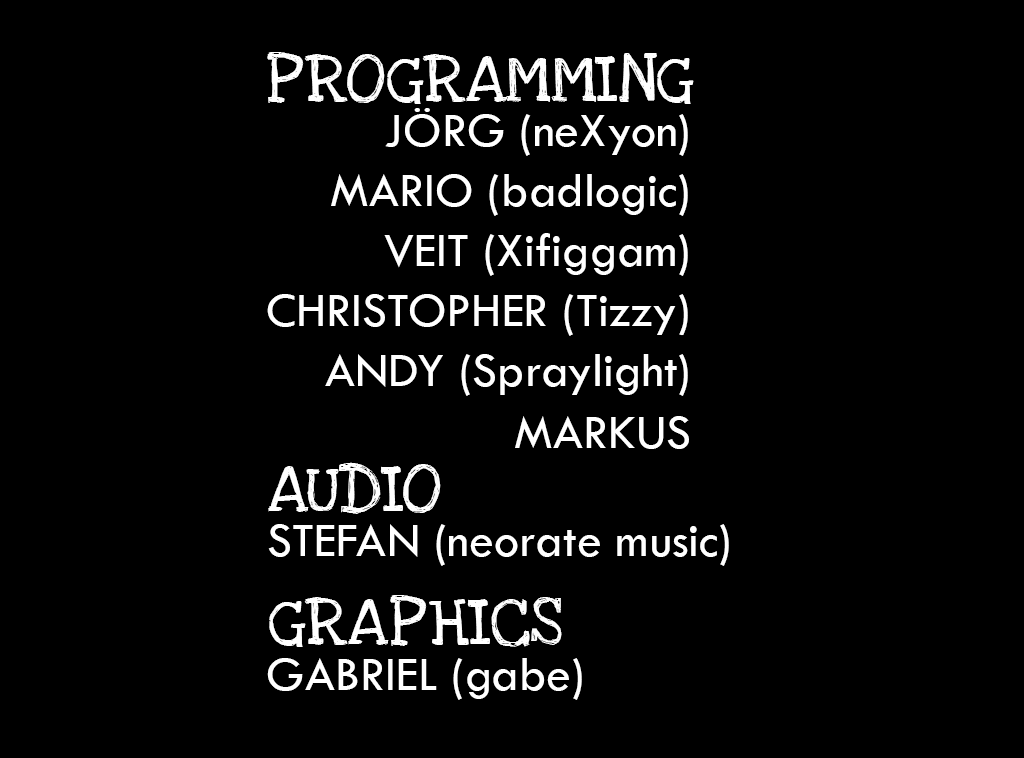 PROGRAMMING
JÖRG (neXyon)
MARIO (badlogic)
VEIT (Xifiggam)
CHRISTOPHER (Tizzy)
ANDY (Spraylight)
MARKUS
AUDIO
STEFAN (neorate music)
GRAPHICS
GABRIEL (gabe)